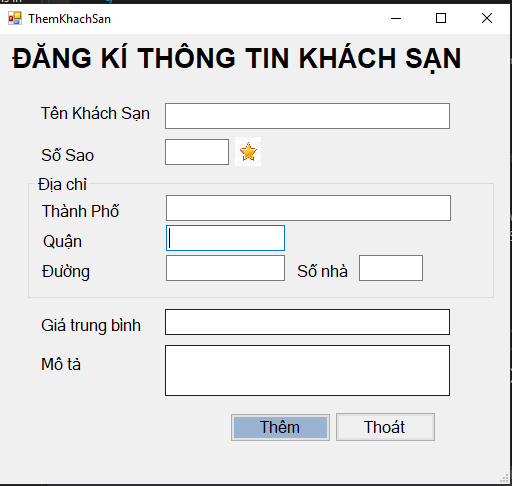 ThemKhachSan
ĐĂNG KÍ THÔNG TIN KHÁCH SẠN
Tên Khách Sạn
Số Sao
Địa chỉ
Thành Phố
Quận
Đường Số nhà
Giá trung bình
Mô tả
Thêm Thoát